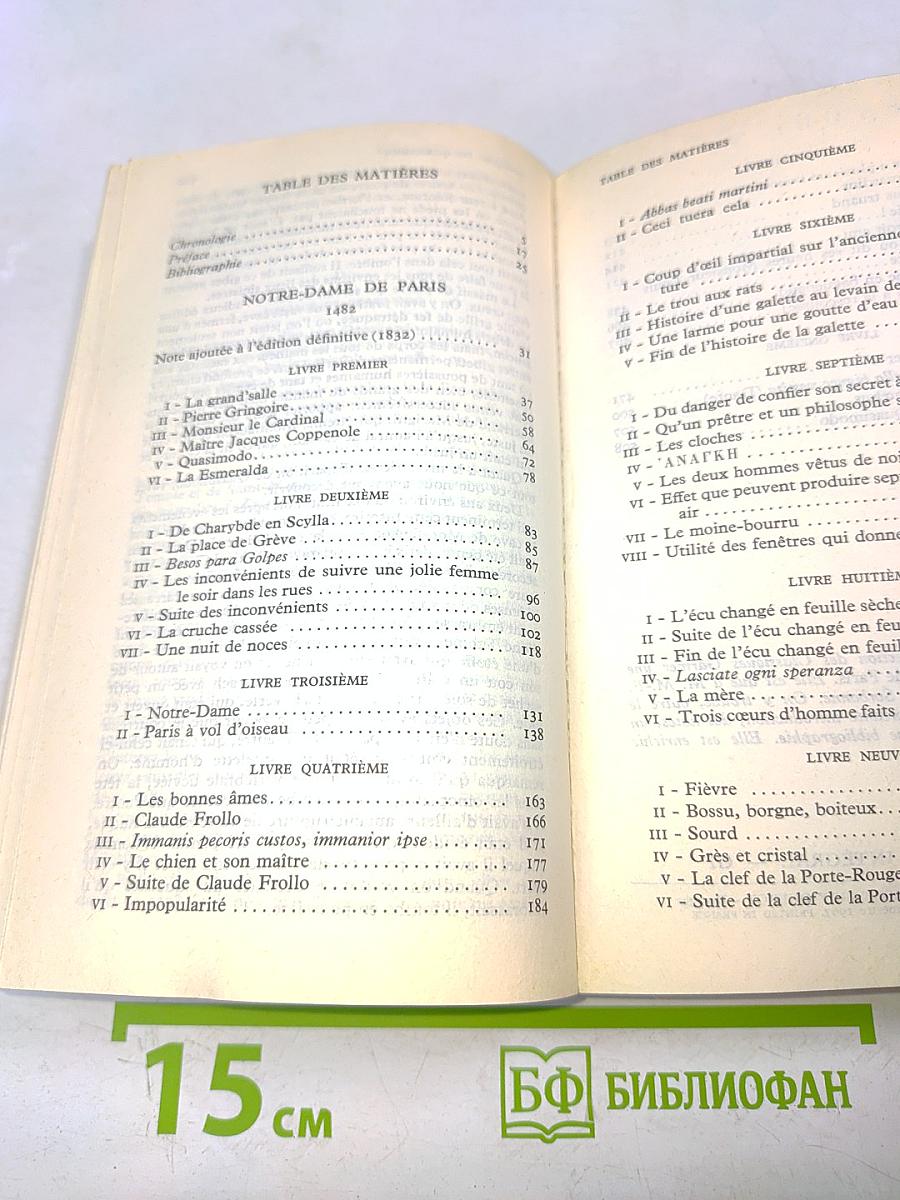 TABLE DES MATIÈRES
Chronologie . . . . . . . . . . . . . . . . . . . . 5
Préface . . . . . . . . . . . . . . . . . . . . 17
Bibliographie . . . . . . . . . . . . . . . . . . . . 25
NOTRE-DAME DE PARIS
1482
Note ajoutée à l'édition définitive (1832) . . . . . . . . . . 31
LIVRE PREMIER
I - La grand'salle . . . . . . . . . . . . . . . . . . . . 37
II - Pierre Gringoire . . . . . . . . . . . . . . . . . . . . 50
III - Monsieur le Cardinal . . . . . . . . . . . . . . . . . . . . 58
IV - Maître Jacques Coppenole . . . . . . . . . . . . . . . 64
V - Quasimodo . . . . . . . . . . . . . . . . . . . . 72
VI - La Esmeralda . . . . . . . . . . . . . . . . . . . . 78
LIVRE DEUXIÈME
I - De Charybde en Scylla . . . . . . . . . . . . . . . . . . . . 83
II - La place de Grève . . . . . . . . . . . . . . . . . . . . 85
III - Besos para Golpes . . . . . . . . . . . . . . . . . . . . 87
IV - Les inconvénients de suivre une jolie femme
le soir dans les rues . . . . . . . . . . . . . . . . . . . . 96
V - Suite des inconvénients . . . . . . . . . . . . . . . . . . . . 100
VI - La cruche cassée . . . . . . . . . . . . . . . . . . . . 102
VII - Une nuit de noces . . . . . . . . . . . . . . . . . . . . 118
LIVRE TROISIÈME
I - Notre-Dame . . . . . . . . . . . . . . . . . . . . 131
II - Paris à vol d'oiseau . . . . . . . . . . . . . . . . . . . . 138
LIVRE QUATRIÈME
I - Les bonnes âmes . . . . . . . . . . . . . . . . . . . . 163
II - Claude Frollo . . . . . . . . . . . . . . . . . . . . 166
III - Immanis pecoris custos, immanior ipse . . . . . . . . 171
IV - Le chien et son maître . . . . . . . . . . . . . . . . . . . . 177
V - Suite de Claude Frollo . . . . . . . . . . . . . . . . . . . . 179
VI - Impopularité . . . . . . . . . . . . . . . . . . . . 184
TABLE DES MATIÈRES
LIVRE CINQUIÈME
I - Abbas beati martini . . . . . . . . . .
II - Ceci tuera cela . . . . . . . . . .
LIVRE SIXIÈME
I - Coup d'œil impartial sur l'ancienne
ture . . . . . . . . . .
II - Le trou aux rats . . . . . . . . . .
III - Histoire d'une galette au levain de
IV - Une larme pour une goutte d'eau
V - Fin de l'histoire de la galette . . .
LIVRE SEPTIÈME
I - Du danger de confier son secret à
II - Qu'un prêtre et un philosophe s
III - Les cloches . . . . . . . . . .
IV - ἈΝΑΓΚΗ . . . . . . . . . .
V - Les deux hommes vêtus de noi
VI - Effet que peuvent produire sep
air . . . . . . . . . .
VII - Le moine-bourru . . . . . . . . . .
VIII - Utilité des fenêtres qui donne
LIVRE HUITIÈM
I - L'écu changé en feuille sèche
II - Suite de l'écu changé en feu
III - Fin de l'écu changé en feuil
IV - Lasciate ogni speranza . . . .
V - La mère . . . . . . . . . .
VI - Trois cœurs d'homme faits
LIVRE NEUV
I - Fièvre . . . . . . . . . .
II - Bossu, borgne, boiteux . . .
III - Sourd . . . . . . . . . .
IV - Grès et cristal . . . . . . .
V - La clef de la Porte-Rouge
VI - Suite de la clef de la Port
15 см
БФ БИБЛИОФАН